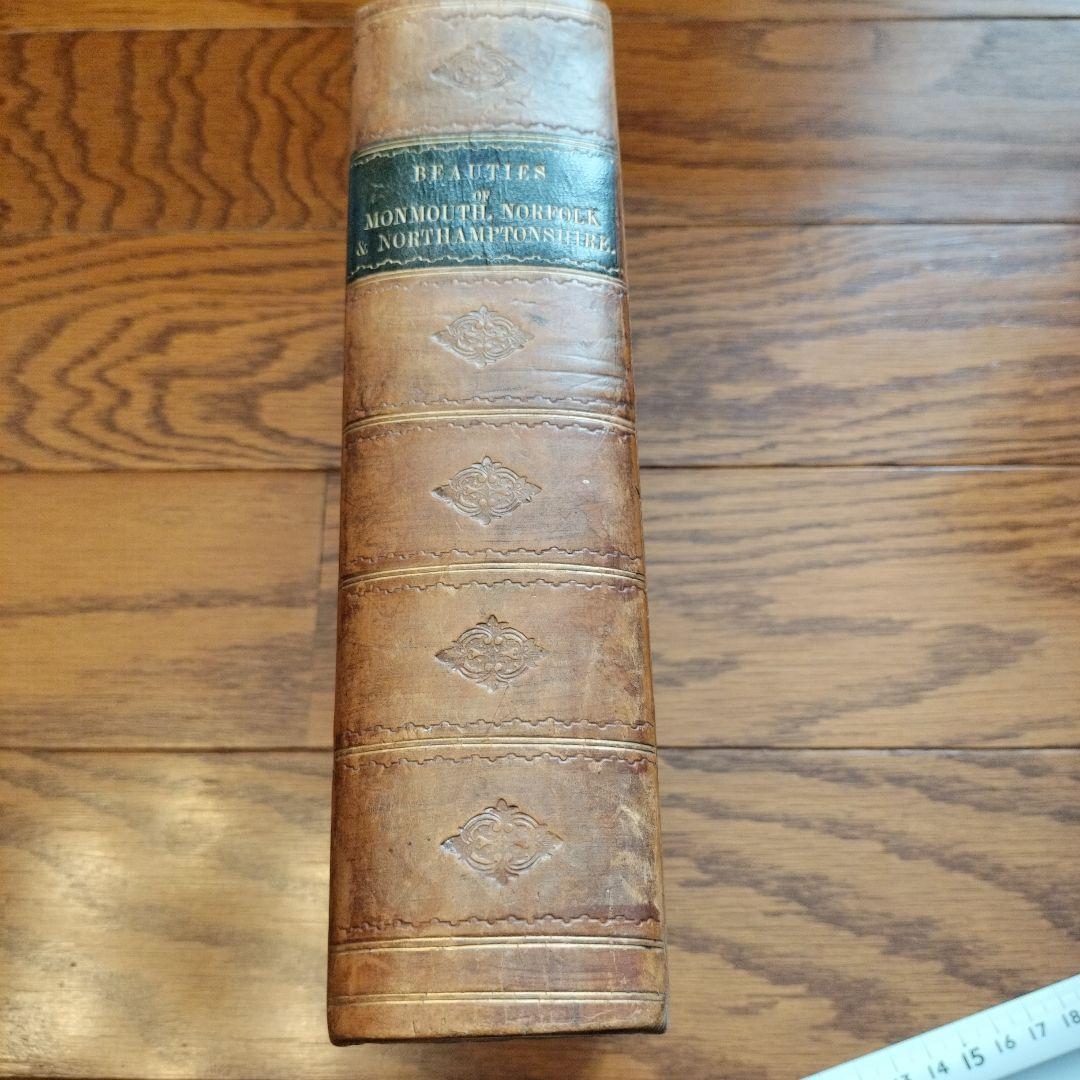 BEAUTIES
OF
MONMOUTH, NORFOLK
& NORTHAMPTONSHIRE.
14 15 16 17 18